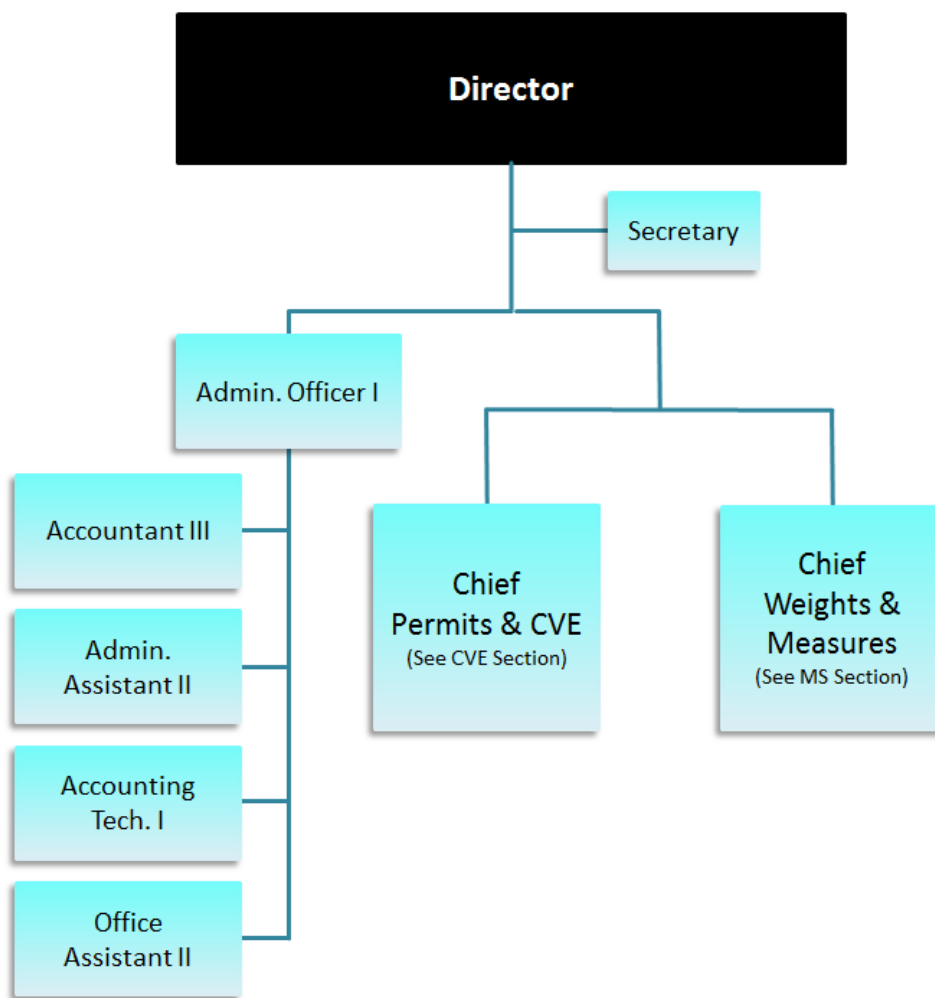 Director
Secretary
Admin. Officer I
Accountant III
Admin.
Assistant II
Accounting
Tech. I
Office
Assistant II
Chief
Permits & CVE
(See CVE Section)
Chief
Weights &
Measures
(See MS Section)